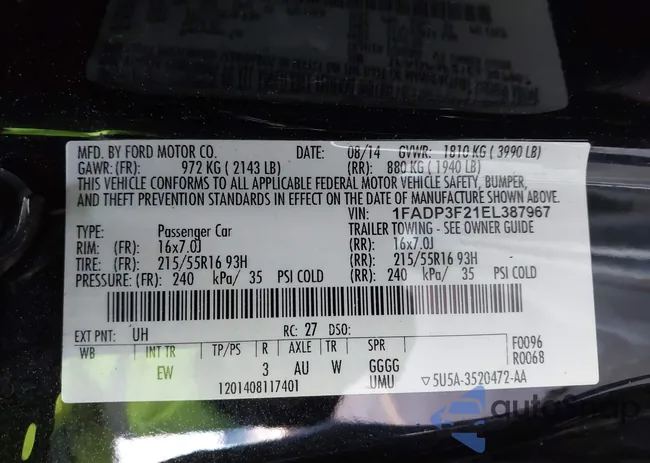 MFD. BY FORD MOTOR CO. DATE: 08/14 GVWR: 1810 KG ( 3990 LB)
GAWR: (FR): 972 KG ( 2143 LB) (RR): 880 KG ( 1940 LB)
THIS VEHICLE CONFORMS TO ALL APPLICABLE FEDERAL MOTOR VEHICLE SAFETY, BUMPER,
AND THEFT PREVENTION STANDARDS IN EFFECT ON THE DATE OF MANUFACTURE SHOWN ABOVE.
VIN: 1FADP3F21EL387967
TYPE: Passenger Car TRAILER TOWING - SEE OWNER GUIDE
RIM: (FR): 16x7.0J (RR): 16x7.0J
TIRE: (FR): 215/55R16 93H (RR): 215/55R16 93H
PRESSURE: (FR): 240 kPa/ 35 PSI COLD (RR): 240 kPa/ 35 PSI COLD
EXT PNT: UH RC: 27 DSO: F0096
WB INT TR TP/PS R AXLE TR SPR R0068
EW 3 AU W GGGG
1201408117401 UMU ▽5U5A-3520472-AA
autosnap